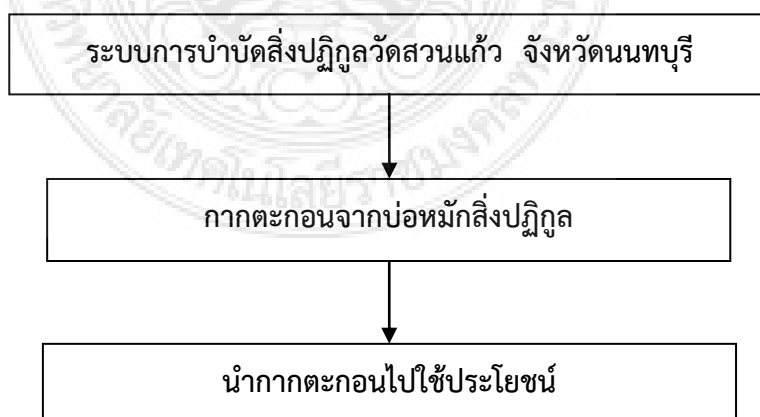 ระบบการบำบัดสิ่งปฏิกูลวัดสวนแก้ว จังหวัดนนทบุรี
กากตะกอนจากบ่อหมักสิ่งปฏิกูล
นำกากตะกอนไปใช้ประโยชน์